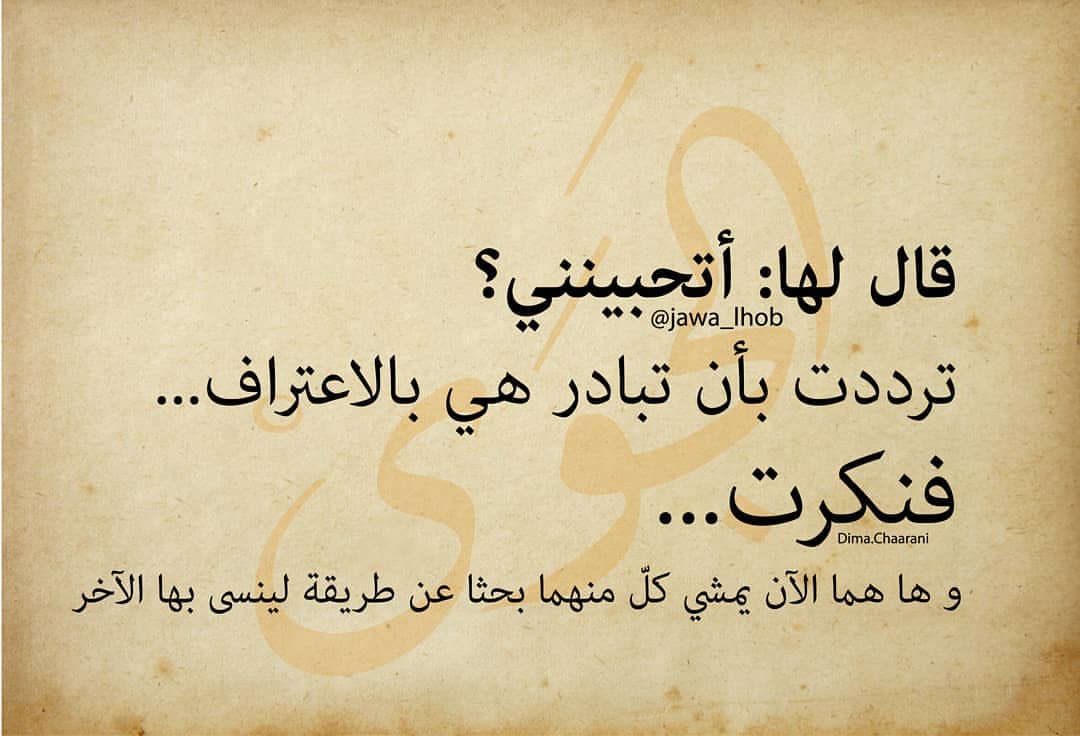 قال لها: أتحبينني؟
@jawa_lhob
ترددت بأن تبادر هي بالاعتراف...
فنكرت...
Dima.Chaarani
و ها هما الآن يمشي كلّ منهما بحثا عن طريقة لينسى بها الآخر